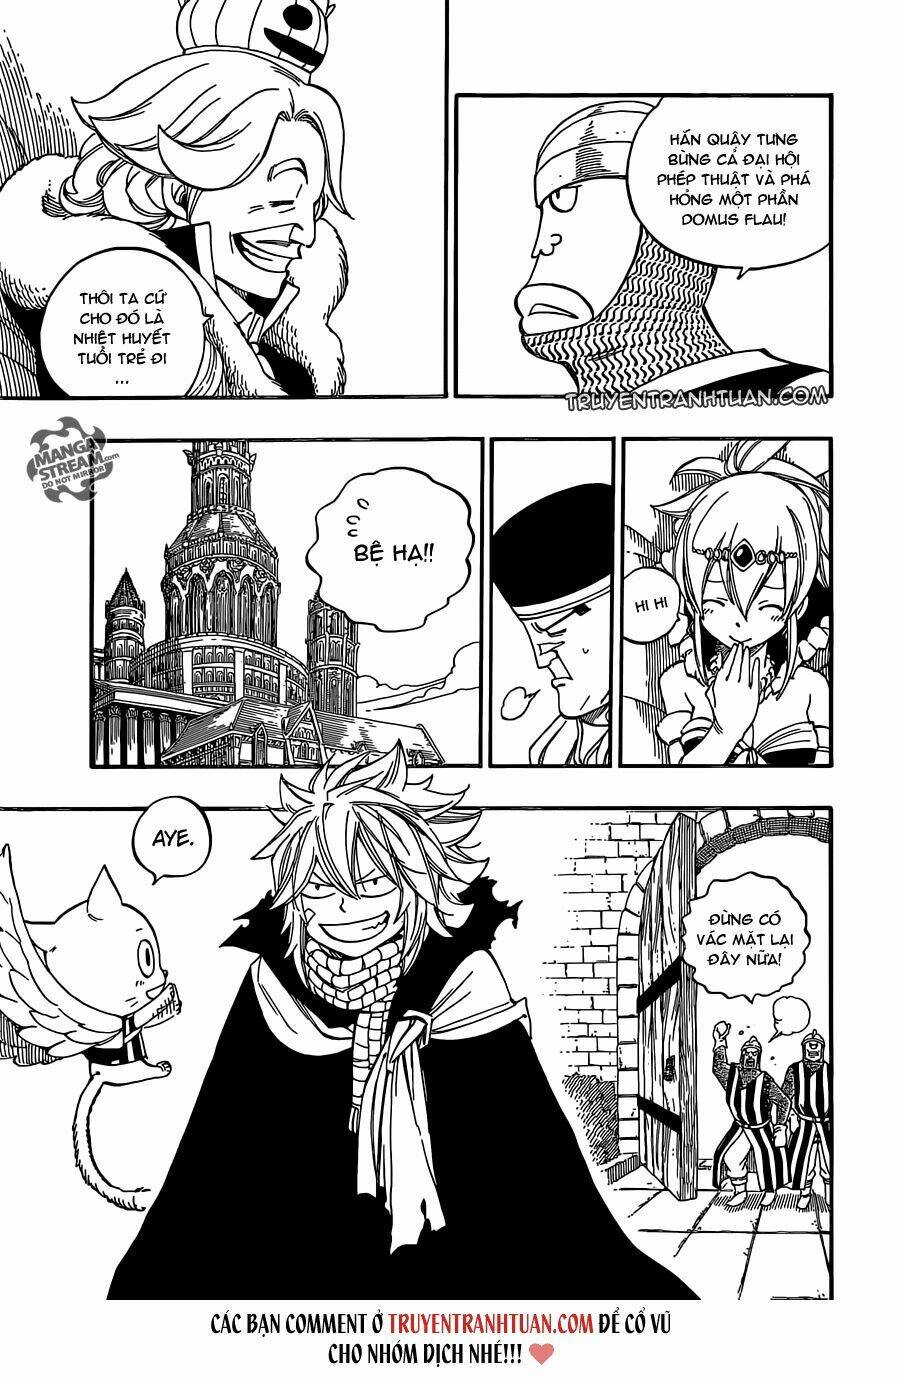 HẮN QUẬY TƯNG
BỪNG CẢ ĐẠI HỘI
PHÉP THUẬT VÀ PHÁ
HỎNG MỘT PHẦN
DOMUS FLAU!
THÔI TA CỨ
CHO ĐÓ LÀ
NHIỆT HUYẾT
TUỔI TRẺ ĐI
...
TRUYENTRANHTUAN.COM
MANGA
STREAM.com
DO NOT MIRROR
HI HI
BỆ HẠ!!
ĐỪNG CÓ
VÁC MẶT LẠI
ĐÂY NỮA!
AYE.
CÁC BẠN COMMENT Ở TRUYENTRANHTUAN.COM ĐỂ CỔ VŨ
CHO NHÓM DỊCH NHÉ!!! ❤